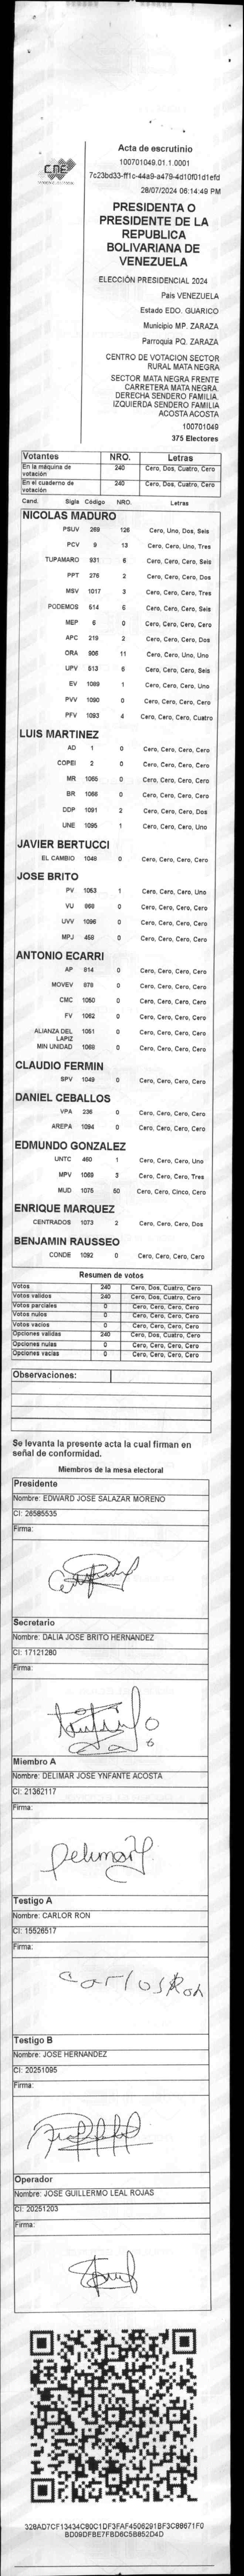 CNE
Acta de escrutinio
100701049.01.1.0001
7c23bd33-ff1c-44a9-a479-4d10f01d1efd
28/07/2024 06:14:49 PM
PRESIDENTA O
PRESIDENTE DE LA
REPUBLICA
BOLIVARIANA DE
VENEZUELA
ELECCIÓN PRESIDENCIAL 2024
Pais VENEZUELA
Estado EDO. GUARICO
Municipio MP. ZARAZA
Parroquia PQ. ZARAZA
CENTRO DE VOTACION SECTOR
RURAL MATA NEGRA
SECTOR MATA NEGRA FRENTE
CARRETERA MATA NEGRA.
DERECHA SENDERO FAMILIA.
IZQUIERDA SENDERO FAMILIA
ACOSTA ACOSTA
100701049
375 Electores
Votantes NRO. Letras
En la máquina de votación 240 Cero, Dos, Cuatro, Cero
En el cuaderno de votación 240 Cero, Dos, Cuatro, Cero
Cand. Sigla Código NRO. Letras
NICOLAS MADURO
PSUV 269 126 Cero, Uno, Dos, Seis
PCV 9 13 Cero, Cero, Uno, Tres
TUPAMARO 931 6 Cero, Cero, Cero, Seis
PPT 276 2 Cero, Cero, Cero, Dos
MSV 1017 3 Cero, Cero, Cero, Tres
PODEMOS 514 6 Cero, Cero, Cero, Seis
MEP 6 0 Cero, Cero, Cero, Cero
APC 219 2 Cero, Cero, Cero, Dos
ORA 906 11 Cero, Cero, Uno, Uno
UPV 513 6 Cero, Cero, Cero, Seis
EV 1089 1 Cero, Cero, Cero, Uno
PVV 1090 0 Cero, Cero, Cero, Cero
PFV 1093 4 Cero, Cero, Cero, Cuatro
LUIS MARTINEZ
AD 1 0 Cero, Cero, Cero, Cero
COPEI 2 0 Cero, Cero, Cero, Cero
MR 1065 0 Cero, Cero, Cero, Cero
BR 1066 0 Cero, Cero, Cero, Cero
DDP 1091 2 Cero, Cero, Cero, Dos
UNE 1095 1 Cero, Cero, Cero, Uno
JAVIER BERTUCCI
EL CAMBIO 1049 0 Cero, Cero, Cero, Cero
JOSE BRITO
PV 1053 1 Cero, Cero, Cero, Uno
VU 968 0 Cero, Cero, Cero, Cero
UVV 1096 0 Cero, Cero, Cero, Cero
MPJ 458 0 Cero, Cero, Cero, Cero
ANTONIO ECARRI
AP 814 0 Cero, Cero, Cero, Cero
MOVEV 878 0 Cero, Cero, Cero, Cero
CMC 1050 0 Cero, Cero, Cero, Cero
FV 1062 0 Cero, Cero, Cero, Cero
ALIANZA DEL LAPIZ 1051 0 Cero, Cero, Cero, Cero
MIN UNIDAD 1068 0 Cero, Cero, Cero, Cero
CLAUDIO FERMIN
SPV 1049 0 Cero, Cero, Cero, Cero
DANIEL CEBALLOS
VPA 236 0 Cero, Cero, Cero, Cero
AREPA 1094 0 Cero, Cero, Cero, Cero
EDMUNDO GONZALEZ
UNTC 460 1 Cero, Cero, Cero, Uno
MPV 1069 3 Cero, Cero, Cero, Tres
MUD 1075 50 Cero, Cero, Cinco, Cero
ENRIQUE MARQUEZ
CENTRADOS 1073 2 Cero, Cero, Cero, Dos
BENJAMIN RAUSSEO
CONDE 1092 0 Cero, Cero, Cero, Cero
Resumen de votos
Votos 240 Cero, Dos, Cuatro, Cero
Votos validos 240 Cero, Dos, Cuatro, Cero
Votos parciales 0 Cero, Cero, Cero, Cero
Votos nulos 0 Cero, Cero, Cero, Cero
Votos vacios 0 Cero, Cero, Cero, Cero
Opciones validas 240 Cero, Dos, Cuatro, Cero
Opciones nulas 0 Cero, Cero, Cero, Cero
Opciones vacias 0 Cero, Cero, Cero, Cero
Observaciones:
Se levanta la presente acta la cual firman en
señal de conformidad.
Miembros de la mesa electoral
Presidente
Nombre: EDWARD JOSE SALAZAR MORENO
CI: 26585535
Firma:
Secretario
Nombre: DALIA JOSE BRITO HERNANDEZ
CI: 17121280
Firma:
Miembro A
Nombre: DELIMAR JOSE YNFANTE ACOSTA
CI: 21362117
Firma:
Testigo A
Nombre: CARLOR RON
CI: 15526517
Firma:
Carlos Ron
Testigo B
Nombre: JOSE HERNANDEZ
CI: 20251095
Firma:
Operador
Nombre: JOSE GUILLERMO LEAL ROJAS
CI: 20251203
Firma:
328AD7CF13434C80C1DF3FAF4506291BF3C88671F0
BD09DFBE7FBD6C5B852D4D